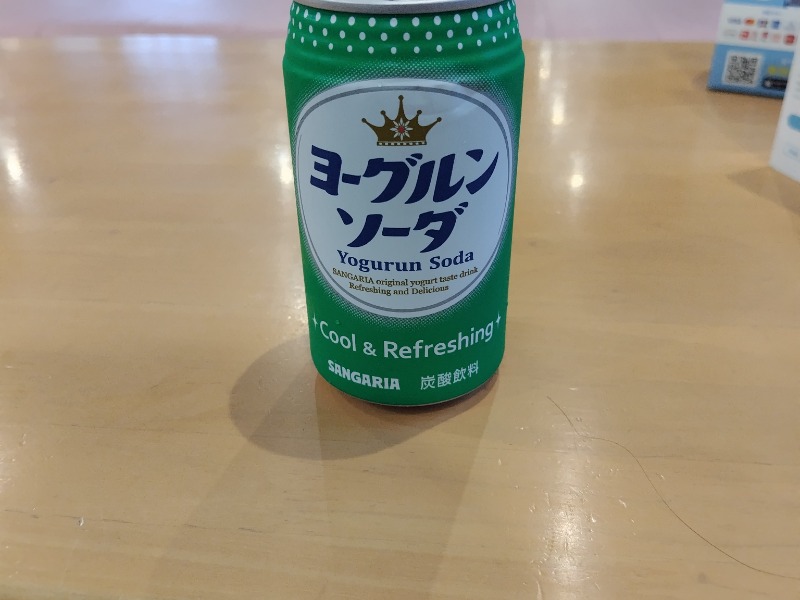 ヨーグルン
ソーダ
Yogurun Soda
SANGARIA original yogurt taste drink
Refreshing and Delicious
Cool & Refreshing
SANGARIA 炭酸飲料